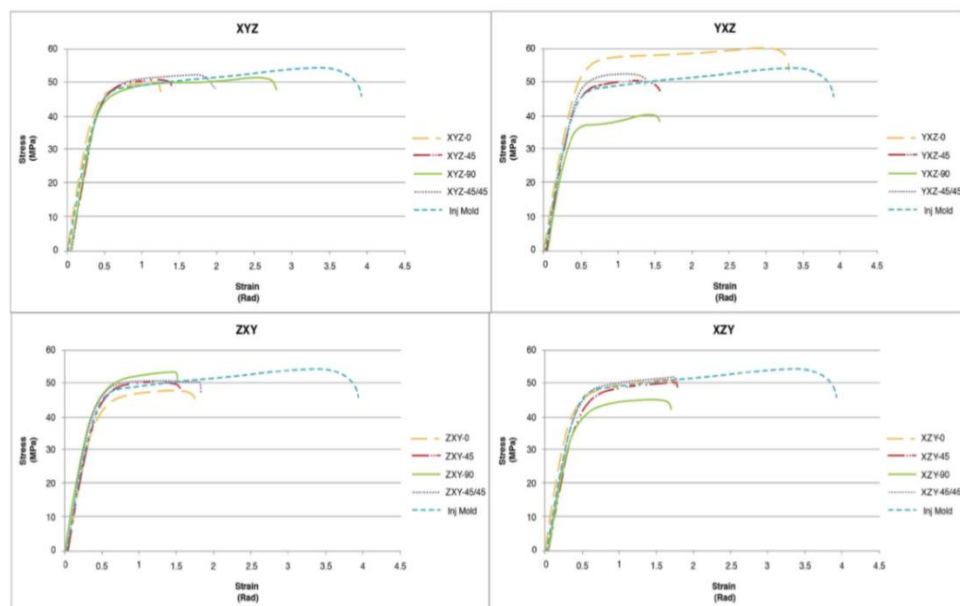 XYZ
60
50
40
30
20
10
0
Stress
(MPa)
0 0.5 1 1.5 2 2.5 3 3.5 4 4.5
Strain
(Rad)
XYZ-0
XYZ-45
XYZ-90
XYZ-45/45
Inj Mold
YXZ
60
50
40
30
20
10
0
Stress
(MPa)
0 0.5 1 1.5 2 2.5 3 3.5 4 4.5
Strain
(Rad)
YXZ-0
YXZ-45
YXZ-90
YXZ-45/45
Inj Mold
ZXY
60
50
40
30
20
10
0
Stress
(MPa)
0 0.5 1 1.5 2 2.5 3 3.5 4 4.5
Strain
(Rad)
ZXY-0
ZXY-45
ZXY-90
ZXY-45/45
Inj Mold
XZY
60
50
40
30
20
10
0
Stress
(MPa)
0 0.5 1 1.5 2 2.5 3 3.5 4 4.5
Strain
(Rad)
XZY-0
XZY-45
XZY-90
XZY-45/45
Inj Mold